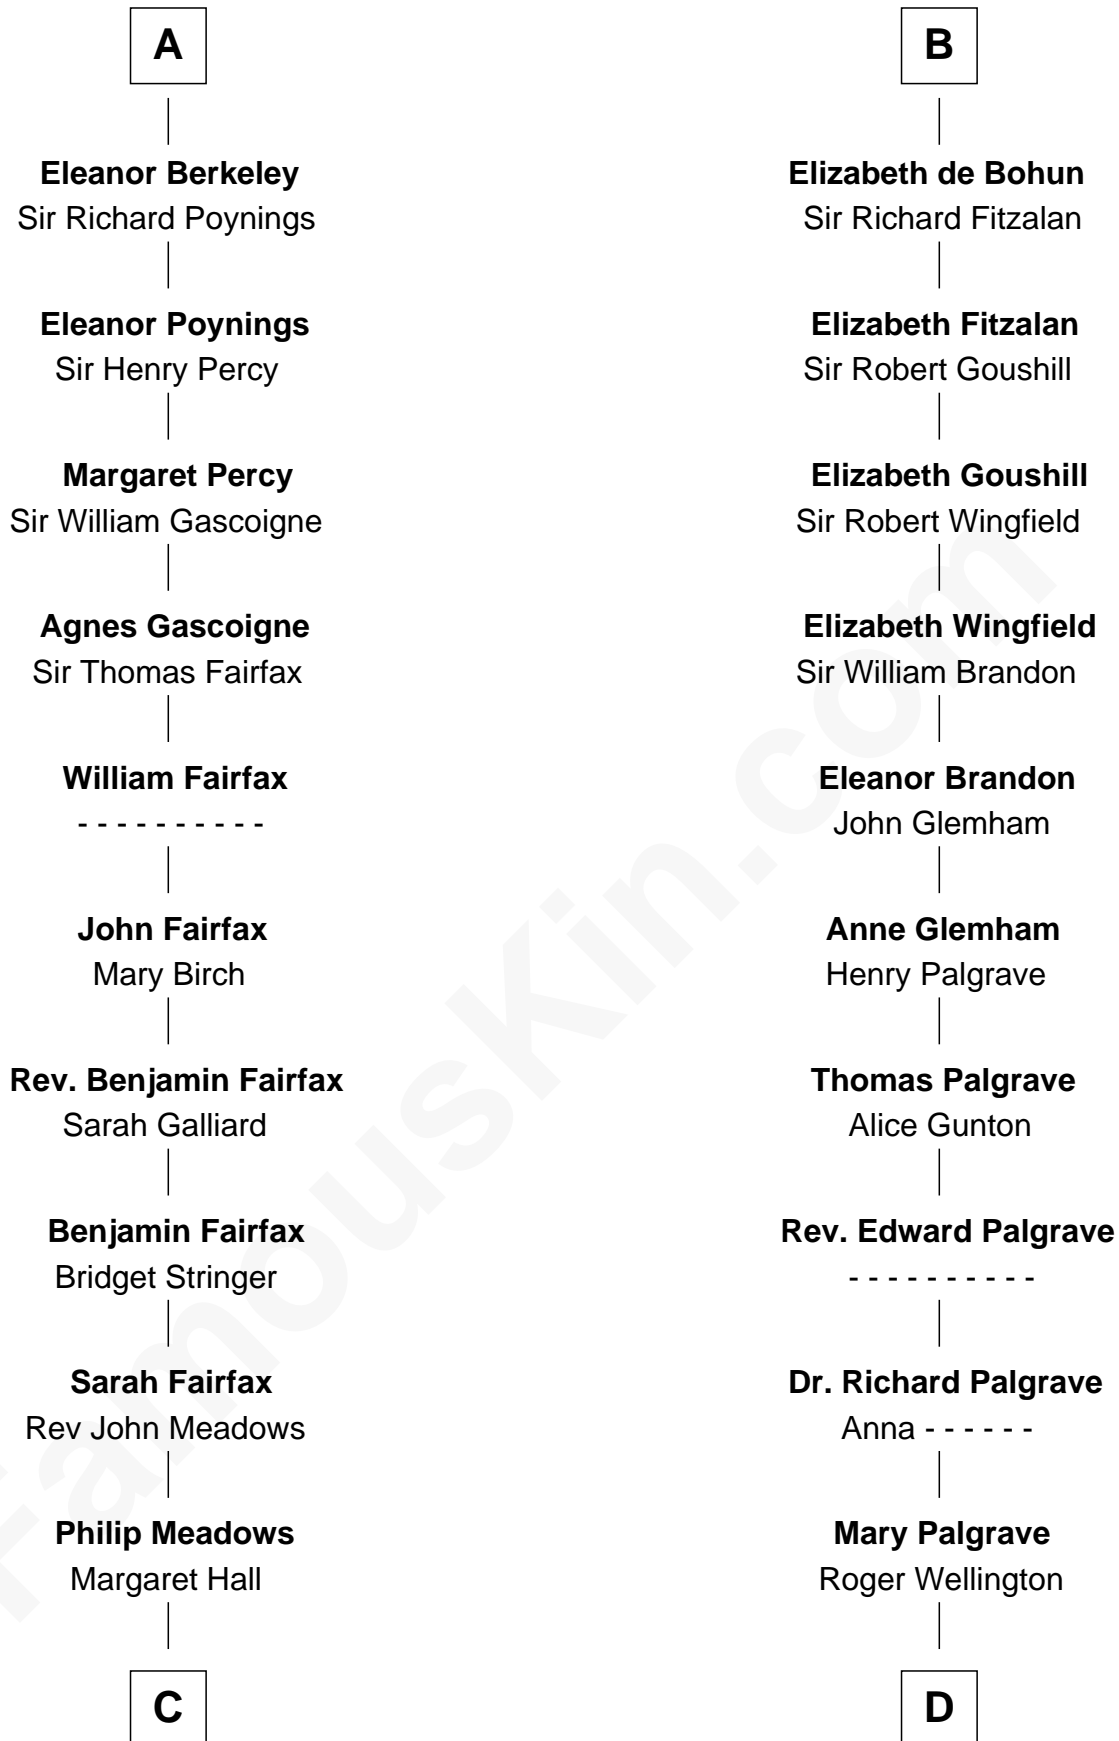 A
Eleanor Berkeley
Sir Richard Poynings
Eleanor Poynings
Sir Henry Percy
Margaret Percy
Sir William Gascoigne
Agnes Gascoigne
Sir Thomas Fairfax
William Fairfax
- - - - - - - - - -
John Fairfax
Mary Birch
Rev. Benjamin Fairfax
Sarah Galliard
Benjamin Fairfax
Bridget Stringer
Sarah Fairfax
Rev John Meadows
Philip Meadows
Margaret Hall
C
B
Elizabeth de Bohun
Sir Richard Fitzalan
Elizabeth Fitzalan
Sir Robert Goushill
Elizabeth Goushill
Sir Robert Wingfield
Elizabeth Wingfield
Sir William Brandon
Eleanor Brandon
John Glemham
Anne Glemham
Henry Palgrave
Thomas Palgrave
Alice Gunton
Rev. Edward Palgrave
- - - - - - - - - -
Dr. Richard Palgrave
Anna - - - - - -
Mary Palgrave
Roger Wellington
D
FamousKin.com